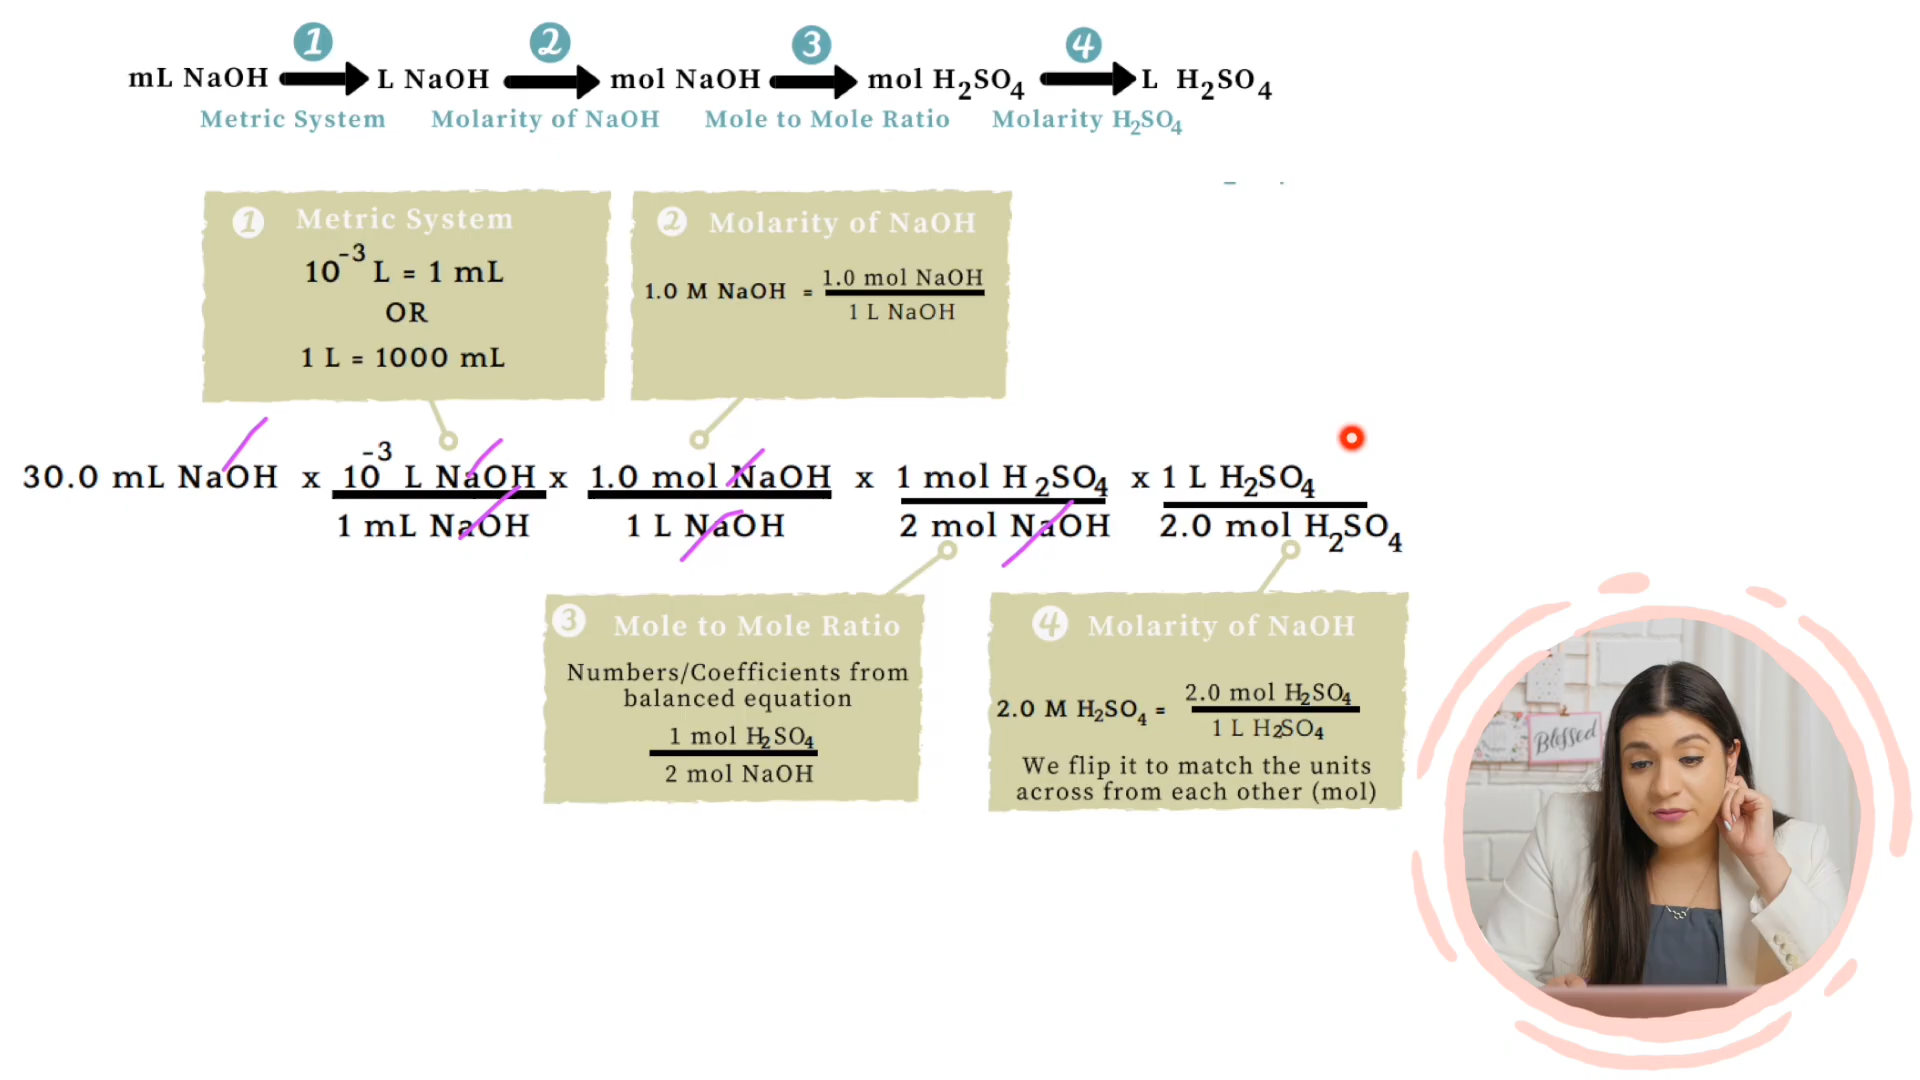 1 2 3 4
mL NaOH L NaOH mol NaOH mol H₂SO₄ L H₂SO₄
Metric System Molarity of NaOH Mole to Mole Ratio Molarity H₂SO₄
1 Metric System
10⁻³ L = 1 mL
OR
1 L = 1000 mL
2 Molarity of NaOH
1.0 M NaOH = 1.0 mol NaOH
1 L NaOH
30.0 mL NaOH x 10⁻³ L NaOH x 1.0 mol NaOH x 1 mol H₂SO₄ x 1 L H₂SO₄
1 mL NaOH 1 L NaOH 2 mol NaOH 2.0 mol H₂SO₄
3 Mole to Mole Ratio
Numbers/Coefficients from
balanced equation
1 mol H₂SO₄
2 mol NaOH
4 Molarity of NaOH
2.0 M H₂SO₄ = 2.0 mol H₂SO₄
1 L H₂SO₄
We flip it to match the units
across from each other (mol)
Blessed